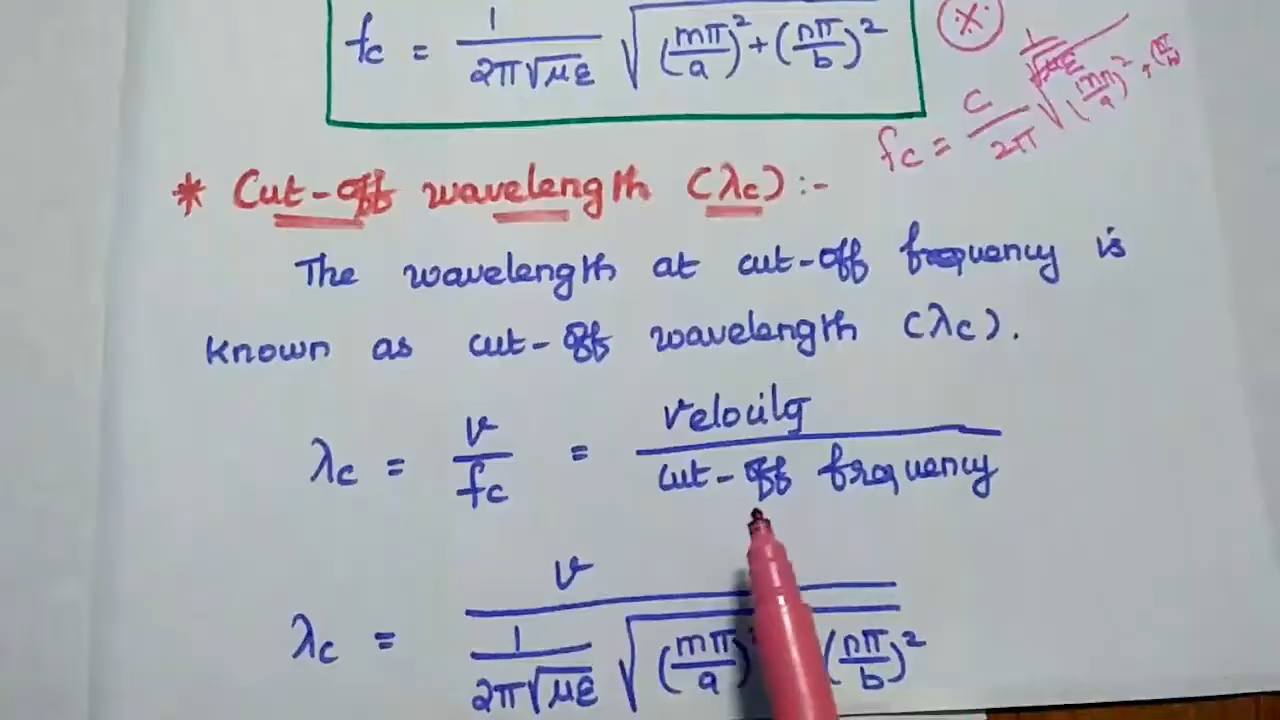 fc = 1 / 2π√με √(mπ/a)² + (nπ/b)²
(x)
1/√με
fc = c / 2π √(mπ/a)² +
* Cut-off wavelength (λc) :-
The wavelength at cut-off frequency is
known as cut-off wavelength (λc).
λc = v / fc = velocity / cut-off frequency
λc = v / 1 / 2π√με √(mπ/a)² (nπ/b)²